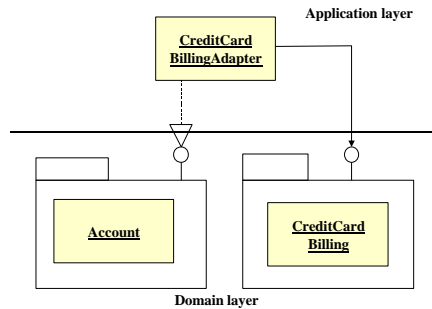 Application layer
CreditCard
BillingAdapter
Account
CreditCard
Billing
Domain layer